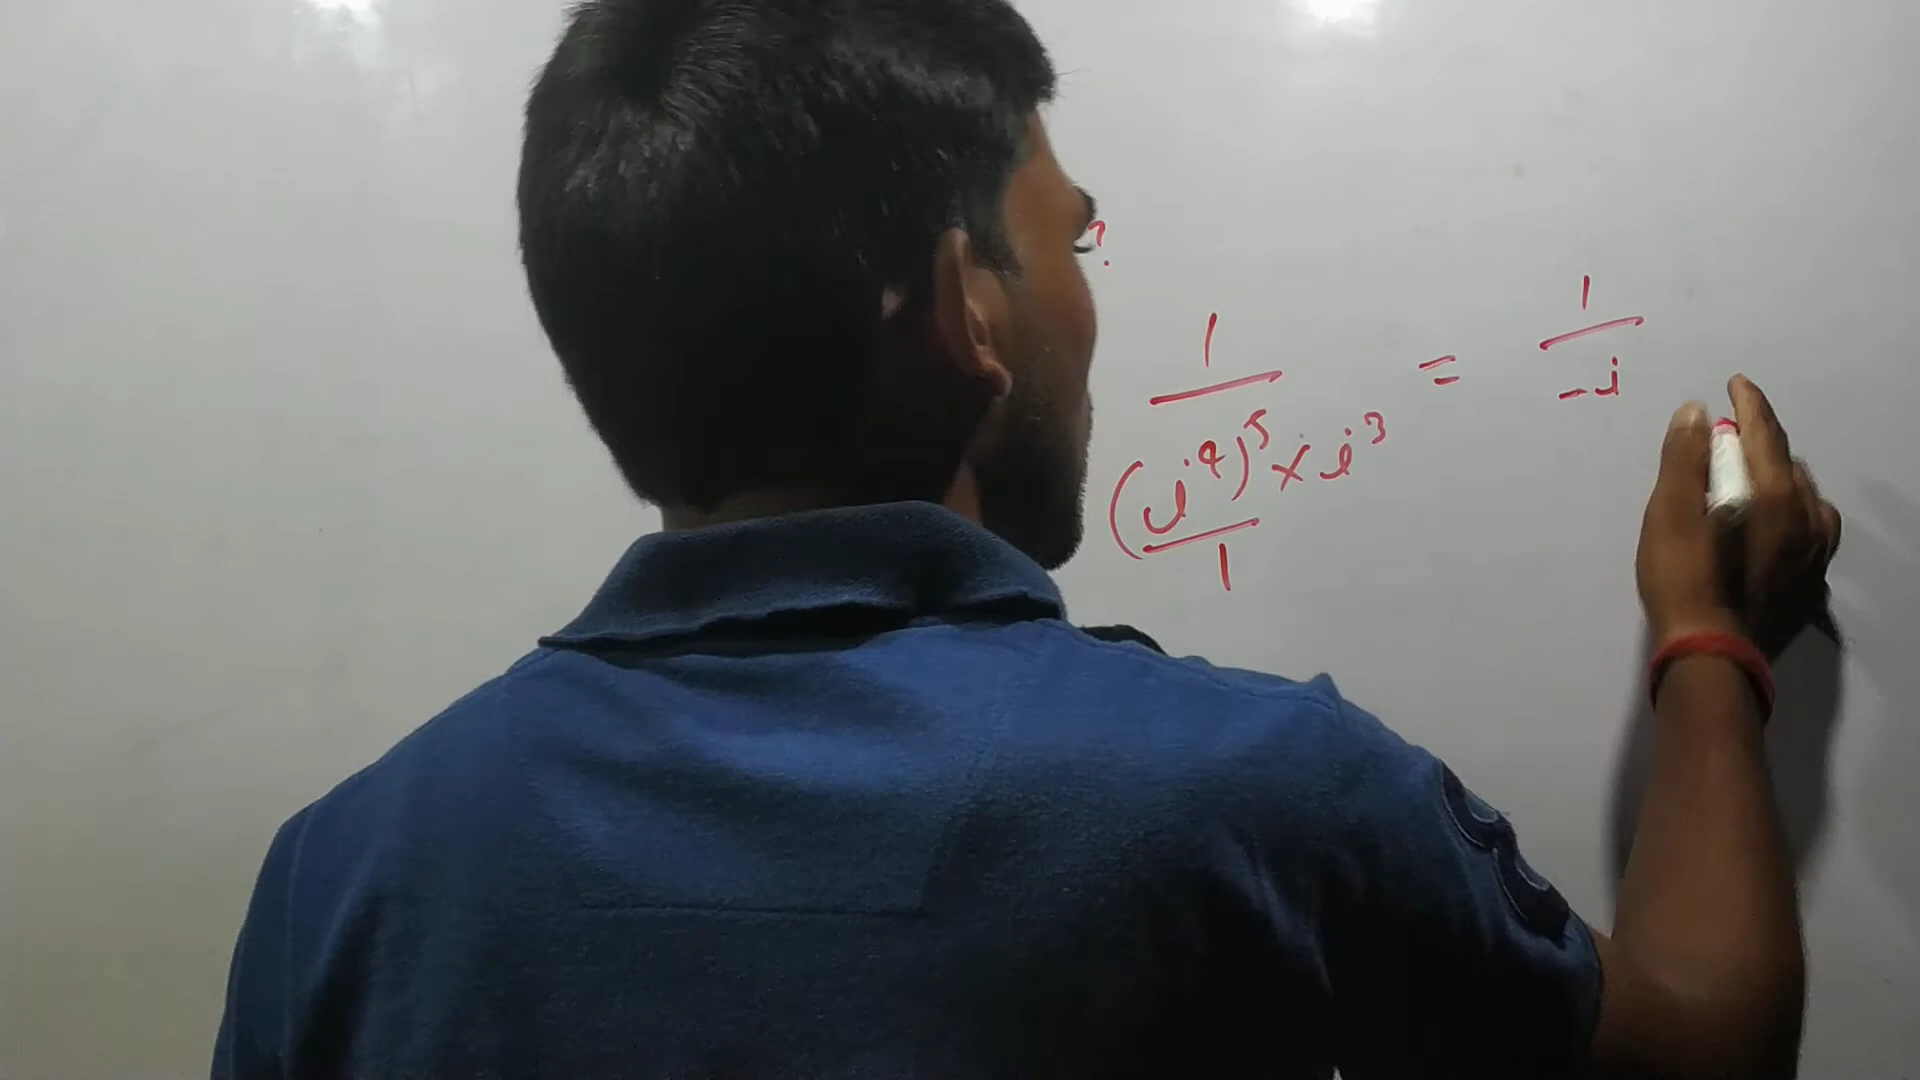 ?
1/((i⁴)⁵ × i³) = 1/-i
1